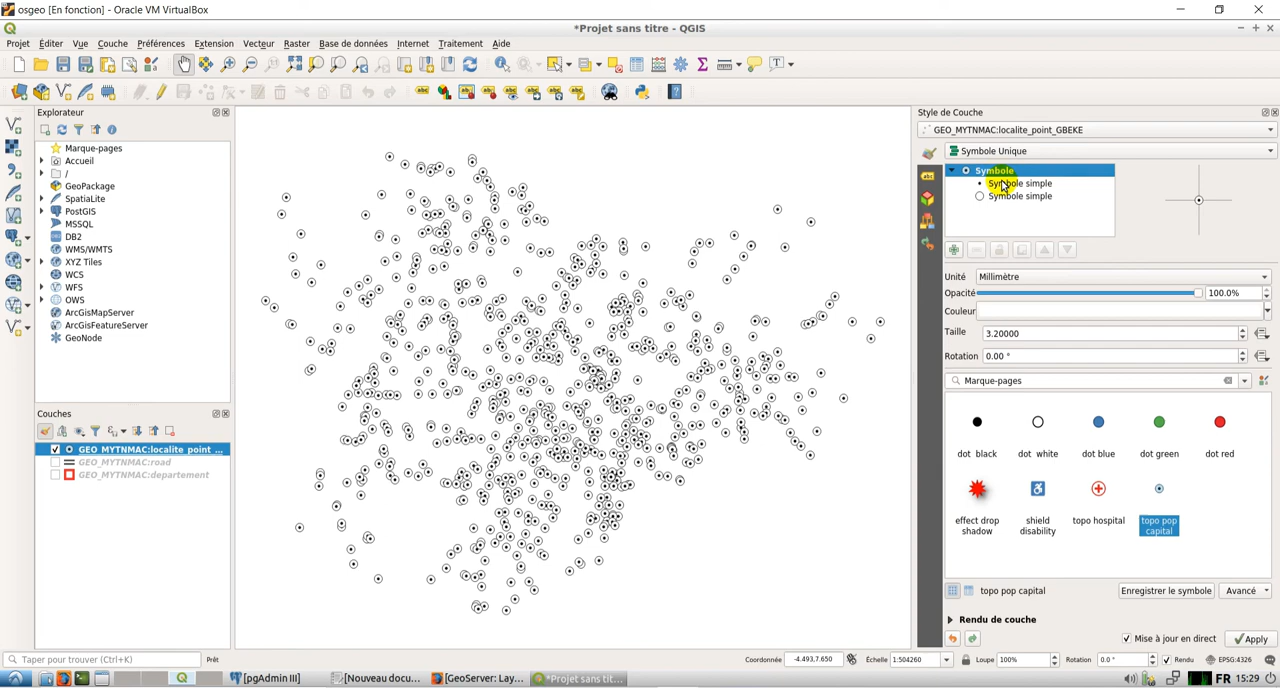 osgeo [En fonction] - Oracle VM VirtualBox
*Projet sans titre - QGIS
Projet Éditer Vue Couche Préférences Extension Vecteur Raster Base de données Internet Traitement Aide
Explorateur
Marque-pages
Accueil
/
GeoPackage
SpatiaLite
PostGIS
MSSQL
DB2
WMS/WMTS
XYZ Tiles
WCS
WFS
OWS
ArcGisMapServer
ArcGisFeatureServer
GeoNode
Couches
GEO_MYTNMAC:localite_point_...
GEO_MYTNMAC:road
GEO_MYTNMAC:departement
Style de Couche
GEO_MYTNMAC:localite_point_GBEKE
Symbole Unique
Symbole
Symbole simple
Symbole simple
Unité Millimètre
Opacité 100.0%
Couleur
Taille 3.20000
Rotation 0.00 °
Marque-pages
dot black dot white dot blue dot green dot red
effect drop shadow
shield disability
topo hospital
topo pop capital
topo pop capital Enregistrer le symbole Avancé
Rendu de couche
Mise à jour en direct Apply
Taper pour trouver (Ctrl+K) Prêt Coordonnée -4.493,7.650 Échelle 1:504260 Loupe 100% Rotation 0.0 ° Rendu EPSG:4326
[pgAdmin III] [Nouveau docu... [GeoServer: Lay... *Projet sans tit... FR 15:29